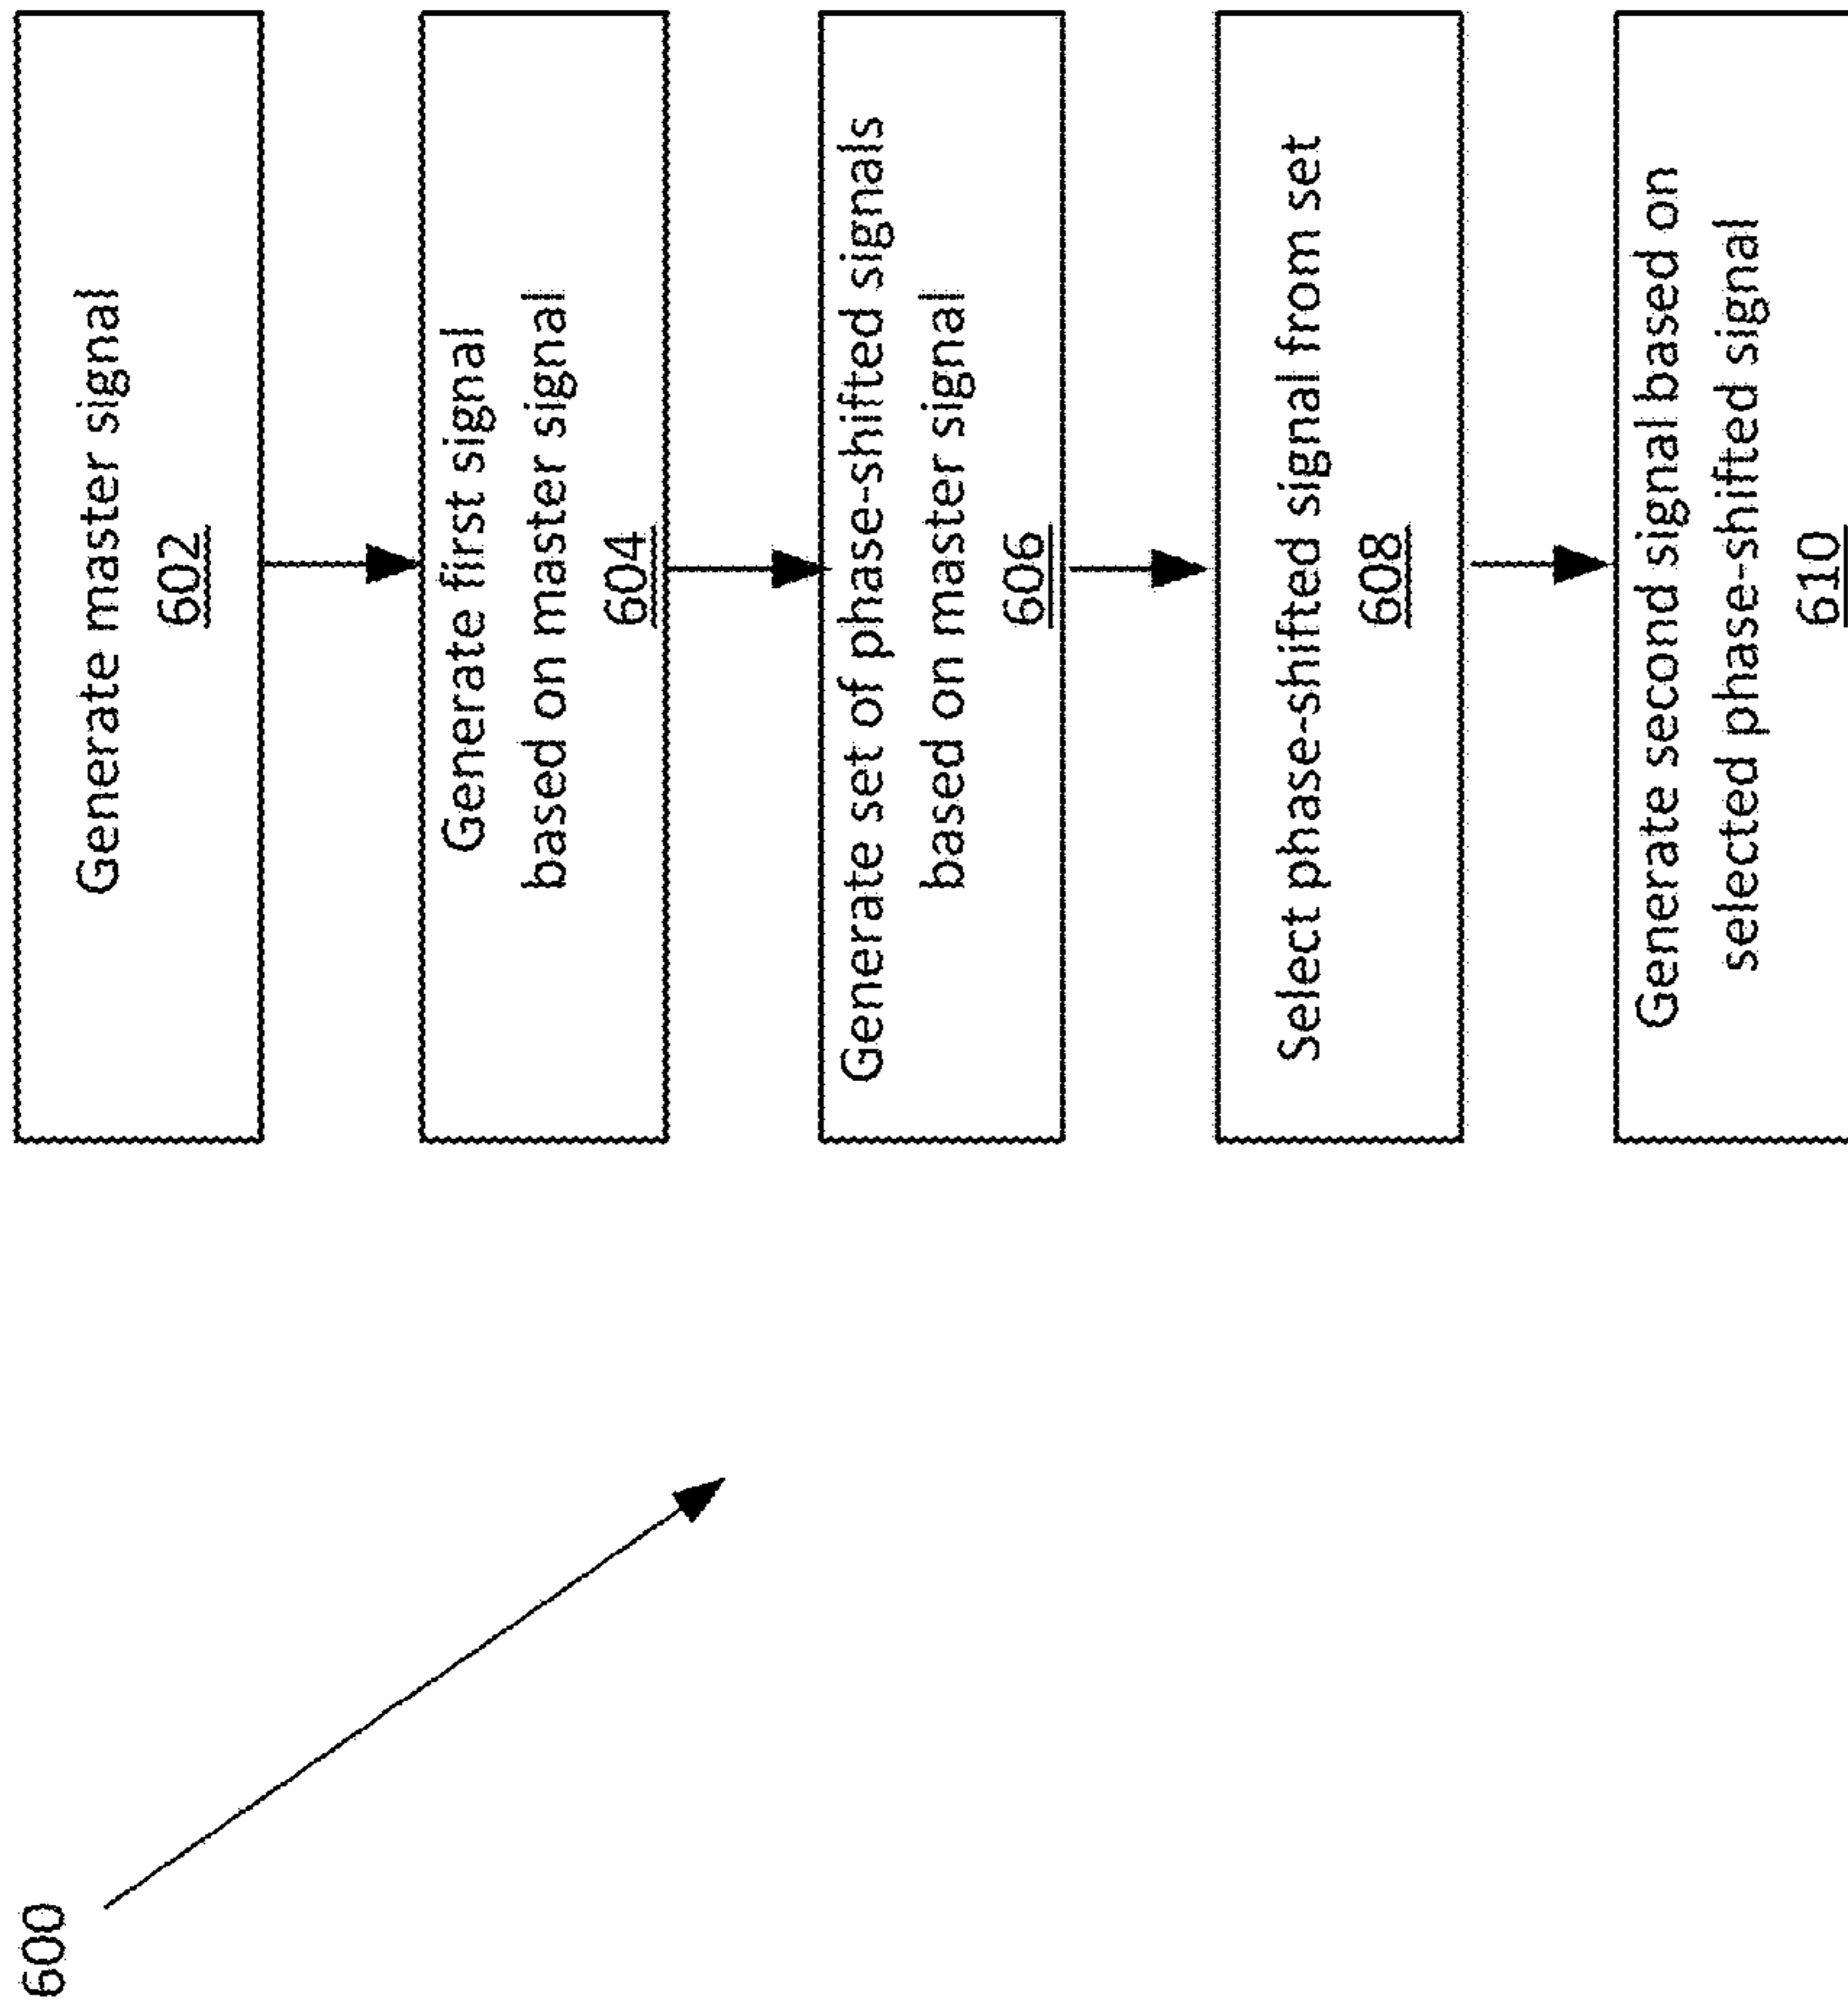 600
Generate master signal
602
Generate first signal
based on master signal
604
Generate set of phase-shifted signals
based on master signal
606
Select phase-shifted signal from set
608
Generate second signal based on
selected phase-shifted signal
610